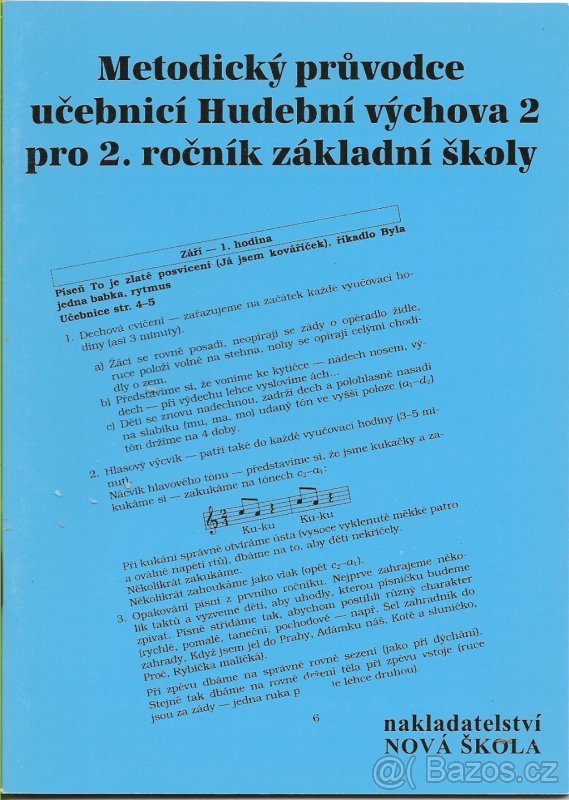 Metodický průvodce
učebnicí Hudební výchova 2
pro 2. ročník základní školy
Září — 1. hodina
Píseň To je zlaté posvícení (Já jsem kovaříček), říkadlo Byla
jedna babka, rytmus
Učebnice str. 4–5
1. Dechová cvičení — zařazujeme na začátek každé vyučovací ho-
diny (asi 3 minuty).
a) Žáci se rovně posadí, neopírají se zády o opěradlo židle,
ruce položí volně na stehna, nohy se opírají celými chodi-
dly o zem.
b) Představíme si, že voníme ke kytičce — nádech nosem, vý-
dech — při výdechu lehce vyslovíme ách...
c) Děti se znovu nadechnou, zadrží dech a polohlasně nasadí
na slabiku (mu, ma, mo) udaný tón ve vyšší poloze (a₁–d₂)
tón držíme na 4 doby.
2. Hlasový výcvik — patří také do každé vyučovací hodiny (3–5 mi-
nut).
Nácvik hlavového tónu — představíme si, že jsme kukačky a za-
kukáme si — zakukáme na tónech c₂–a₁:
Ku-ku Ku-ku
Při kukání správně otvíráme ústa (vysoce vyklenuté měkké patro
a oválné napětí rtů), dbáme na to, aby děti nekřičely.
Několikrát zakukáme.
Několikrát zahoukáme jako vlak (opět c₂–a₁).
3. Opakování písní z prvního ročníku. Nejprve zahrajeme něko-
lik taktů a vyzveme děti, aby uhodly, kterou písničku budeme
zpívat. Písně střídáme tak, abychom postihli různý charakter
(rychlé, pomalé, taneční, pochodové — např. Šel zahradník do
zahrady, Když jsem jel do Prahy, Adámku náš, Kotě a sluníčko,
Proč, Rybička maličká).
Při zpěvu dbáme na správné rovné sezení (jako při dýchání).
Stejně tak dbáme na rovné držení těla při zpěvu vstoje (ruce
jsou za zády — jedna ruka p e lehce druhou).
6
nakladatelství
NOVÁ ŠKOLA
@ Bazos.cz